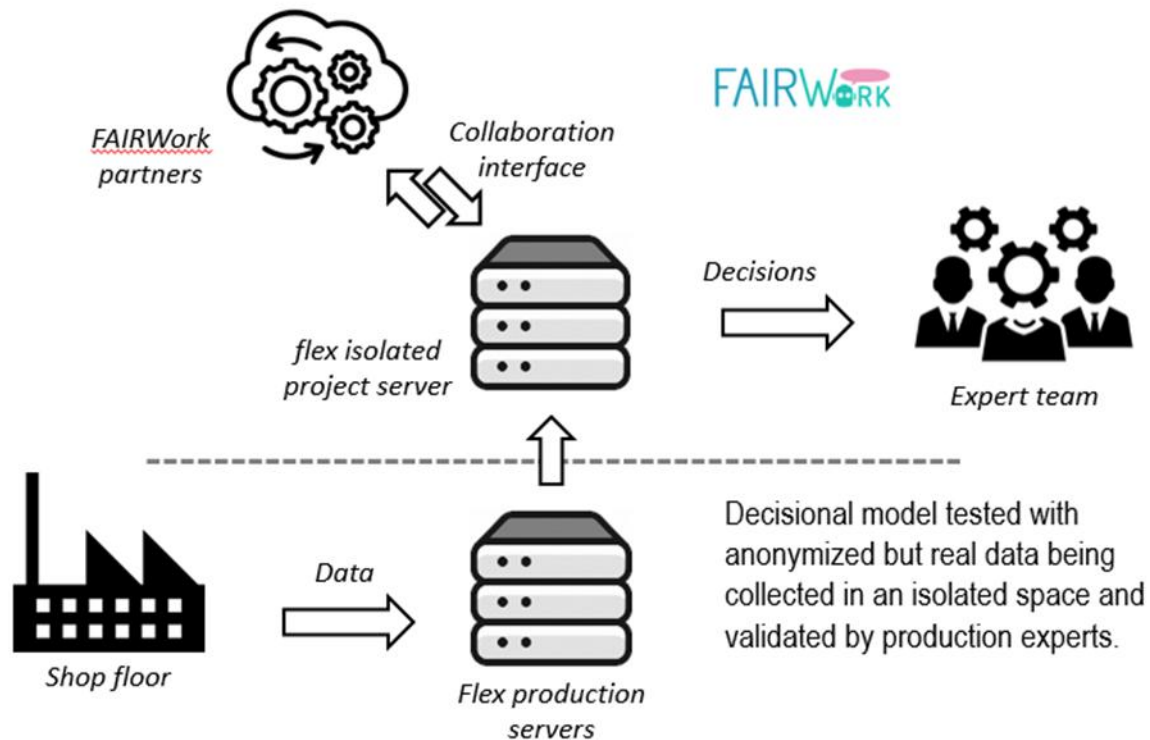 FAIRWORK
FAIRWork
partners
Collaboration
interface
Decisions
flex isolated
project server
Expert team
Data
Shop floor
Flex production
servers
Decisional model tested with
anonymized but real data being
collected in an isolated space and
validated by production experts.